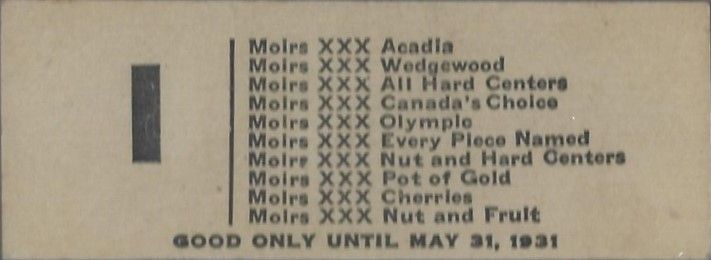 Moirs XXX Acadia
Moirs XXX Wedgewood
Moirs XXX All Hard Centers
Moirs XXX Canada's Choice
Moirs XXX Olympic
Moirs XXX Every Piece Named
Moirs XXX Nut and Hard Centers
Moirs XXX Pot of Gold
Moirs XXX Cherries
Moirs XXX Nut and Fruit
GOOD ONLY UNTIL MAY 31, 1931